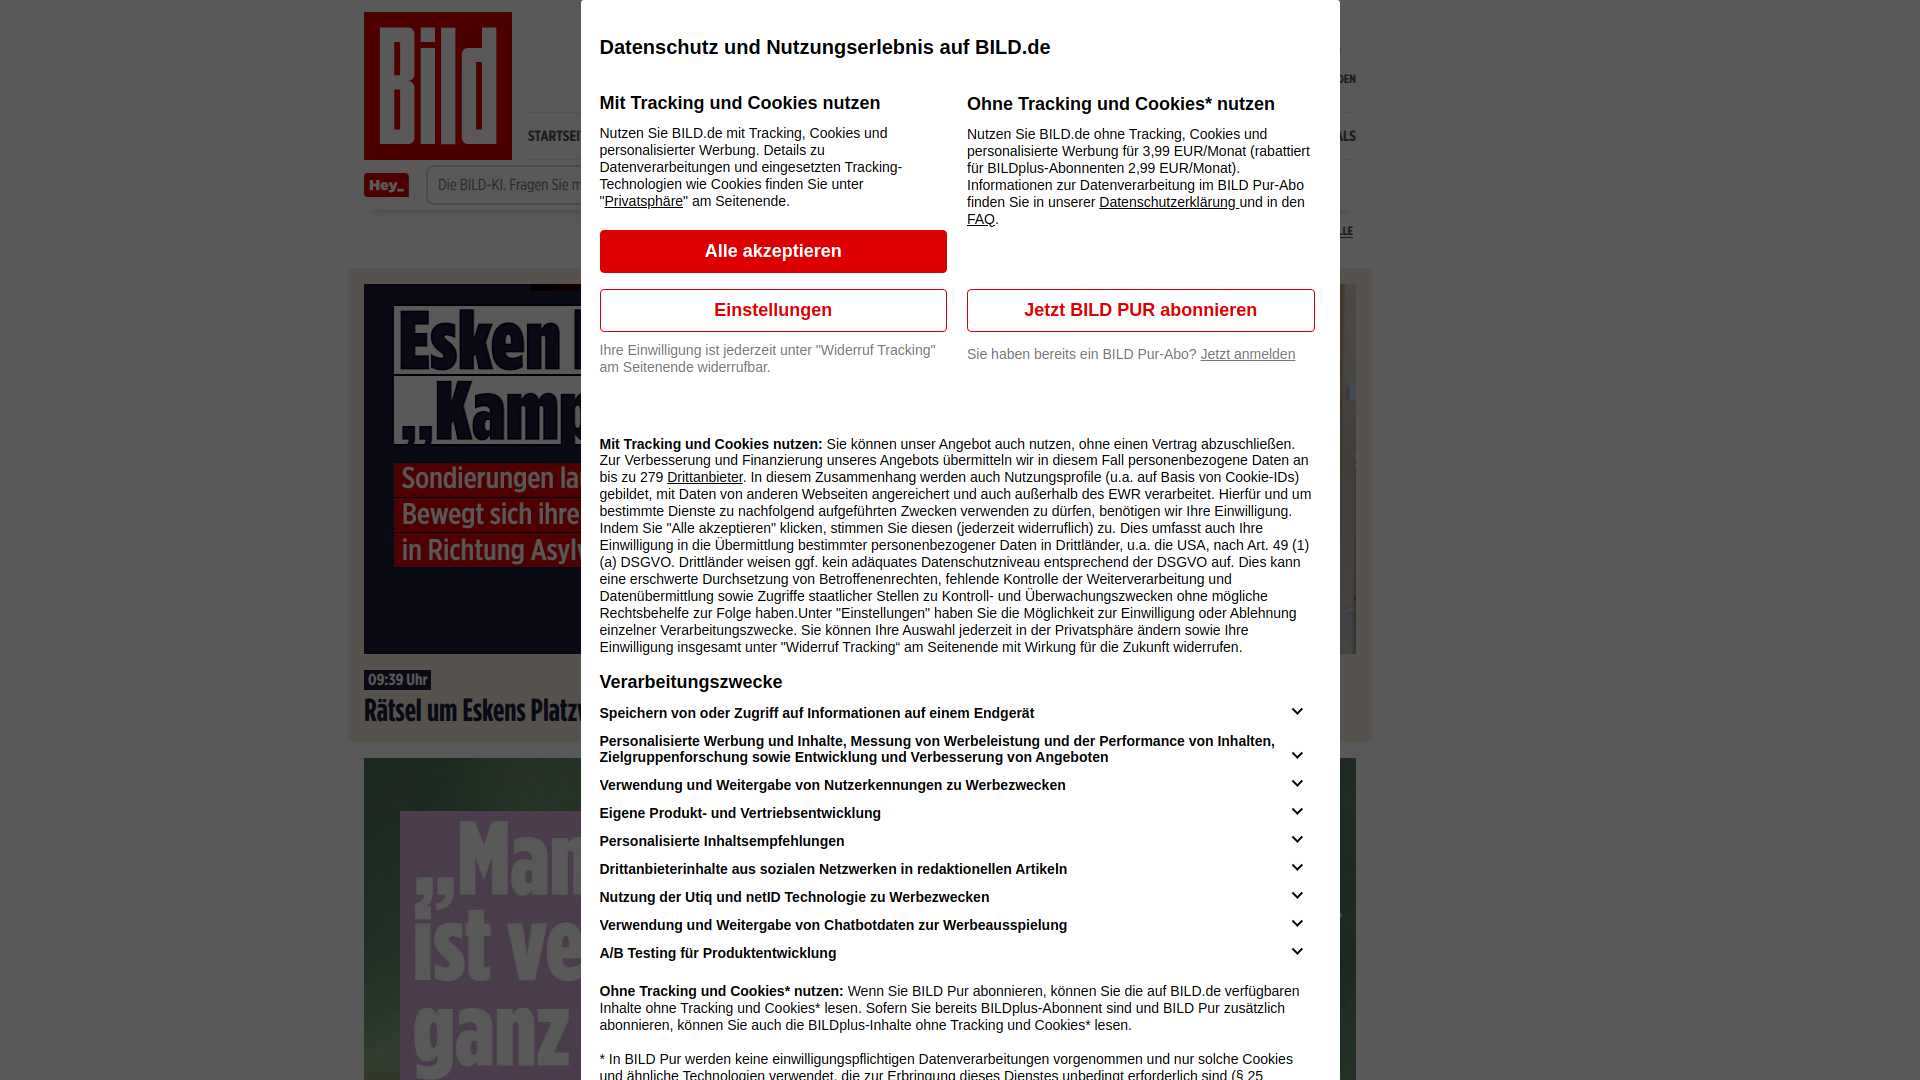 Bild
DEN
STARTSEI
ALS
Hey_
Die BILD-KI. Fragen Sie m
LLE
Esken
„Kamp
Sondierungen la
Bewegt sich ihre
in Richtung Asyl
09:39 Uhr
Rätsel um Eskens Platzv
„Man
ist ve
ganz
Datenschutz und Nutzungserlebnis auf BILD.de
Mit Tracking und Cookies nutzen
Nutzen Sie BILD.de mit Tracking, Cookies und
personalisierter Werbung. Details zu
Datenverarbeitungen und eingesetzten Tracking-
Technologien wie Cookies finden Sie unter
"Privatsphäre" am Seitenende.
Alle akzeptieren
Einstellungen
Ihre Einwilligung ist jederzeit unter "Widerruf Tracking"
am Seitenende widerrufbar.
Ohne Tracking und Cookies* nutzen
Nutzen Sie BILD.de ohne Tracking, Cookies und
personalisierte Werbung für 3,99 EUR/Monat (rabattiert
für BILDplus-Abonnenten 2,99 EUR/Monat).
Informationen zur Datenverarbeitung im BILD Pur-Abo
finden Sie in unserer Datenschutzerklärung und in den
FAQ.
Jetzt BILD PUR abonnieren
Sie haben bereits ein BILD Pur-Abo? Jetzt anmelden
Mit Tracking und Cookies nutzen: Sie können unser Angebot auch nutzen, ohne einen Vertrag abzuschließen.
Zur Verbesserung und Finanzierung unseres Angebots übermitteln wir in diesem Fall personenbezogene Daten an
bis zu 279 Drittanbieter. In diesem Zusammenhang werden auch Nutzungsprofile (u.a. auf Basis von Cookie-IDs)
gebildet, mit Daten von anderen Webseiten angereichert und auch außerhalb des EWR verarbeitet. Hierfür und um
bestimmte Dienste zu nachfolgend aufgeführten Zwecken verwenden zu dürfen, benötigen wir Ihre Einwilligung.
Indem Sie "Alle akzeptieren" klicken, stimmen Sie diesen (jederzeit widerruflich) zu. Dies umfasst auch Ihre
Einwilligung in die Übermittlung bestimmter personenbezogener Daten in Drittländer, u.a. die USA, nach Art. 49 (1)
(a) DSGVO. Drittländer weisen ggf. kein adäquates Datenschutzniveau entsprechend der DSGVO auf. Dies kann
eine erschwerte Durchsetzung von Betroffenenrechten, fehlende Kontrolle der Weiterverarbeitung und
Datenübermittlung sowie Zugriffe staatlicher Stellen zu Kontroll- und Überwachungszwecken ohne mögliche
Rechtsbehelfe zur Folge haben.Unter "Einstellungen" haben Sie die Möglichkeit zur Einwilligung oder Ablehnung
einzelner Verarbeitungszwecke. Sie können Ihre Auswahl jederzeit in der Privatsphäre ändern sowie Ihre
Einwilligung insgesamt unter "Widerruf Tracking“ am Seitenende mit Wirkung für die Zukunft widerrufen.
Verarbeitungszwecke
Speichern von oder Zugriff auf Informationen auf einem Endgerät
Personalisierte Werbung und Inhalte, Messung von Werbeleistung und der Performance von Inhalten,
Zielgruppenforschung sowie Entwicklung und Verbesserung von Angeboten
Verwendung und Weitergabe von Nutzerkennungen zu Werbezwecken
Eigene Produkt- und Vertriebsentwicklung
Personalisierte Inhaltsempfehlungen
Drittanbieterinhalte aus sozialen Netzwerken in redaktionellen Artikeln
Nutzung der Utiq und netID Technologie zu Werbezwecken
Verwendung und Weitergabe von Chatbotdaten zur Werbeausspielung
A/B Testing für Produktentwicklung
Ohne Tracking und Cookies* nutzen: Wenn Sie BILD Pur abonnieren, können Sie die auf BILD.de verfügbaren
Inhalte ohne Tracking und Cookies* lesen. Sofern Sie bereits BILDplus-Abonnent sind und BILD Pur zusätzlich
abonnieren, können Sie auch die BILDplus-Inhalte ohne Tracking und Cookies* lesen.
* In BILD Pur werden keine einwilligungspflichtigen Datenverarbeitungen vorgenommen und nur solche Cookies
und ähnliche Technologien verwendet, die zur Erbringung dieses Dienstes unbedingt erforderlich sind (§ 25